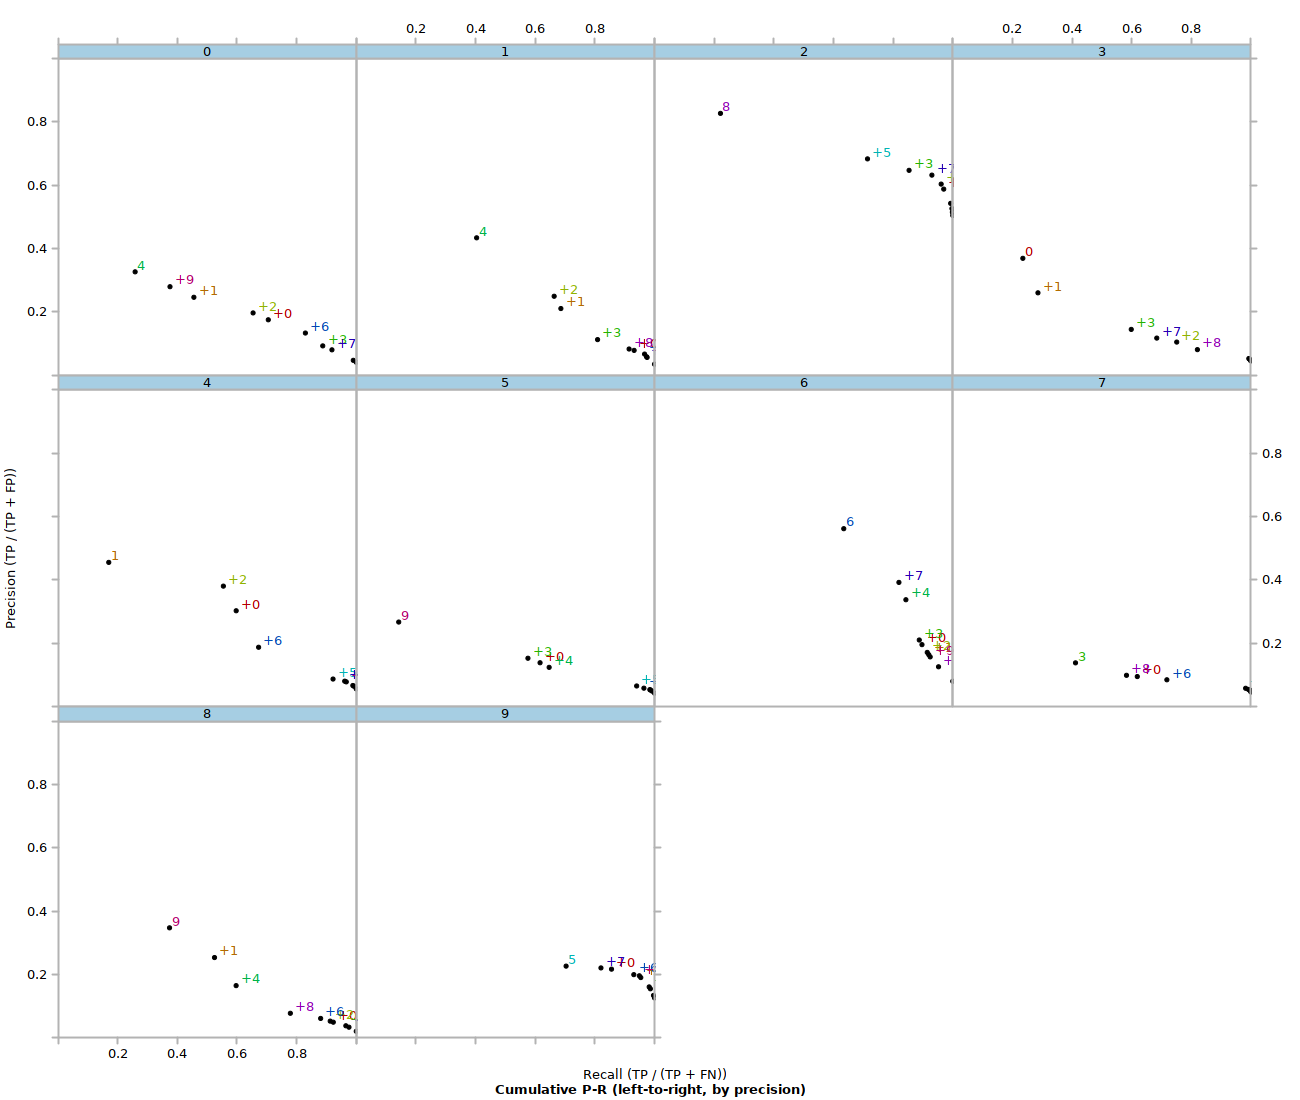 0.2 0.4 0.6 0.8 0.2 0.4 0.6 0.8
0 1 2 3
0.8
0.6
0.4
0.2
4 +9 +1 +2 +0 +6 +3 +7
4 +2 +1 +3 +8
8 +5 +3 +7
0 +1 +3 +7 +2 +8
4 5 6 7
Precision (TP / (TP + FP))
1 +2 +0 +6 +5
9 +3 +0 +4
6 +7 +4 +3 +0 +9
3 +8 +0 +6
0.8
0.6
0.4
0.2
8 9
0.8
0.6
0.4
0.2
9 +1 +4 +8 +6 +2 +0
5 +7 +0 +6
0.2 0.4 0.6 0.8
Recall (TP / (TP + FN))
Cumulative P-R (left-to-right, by precision)